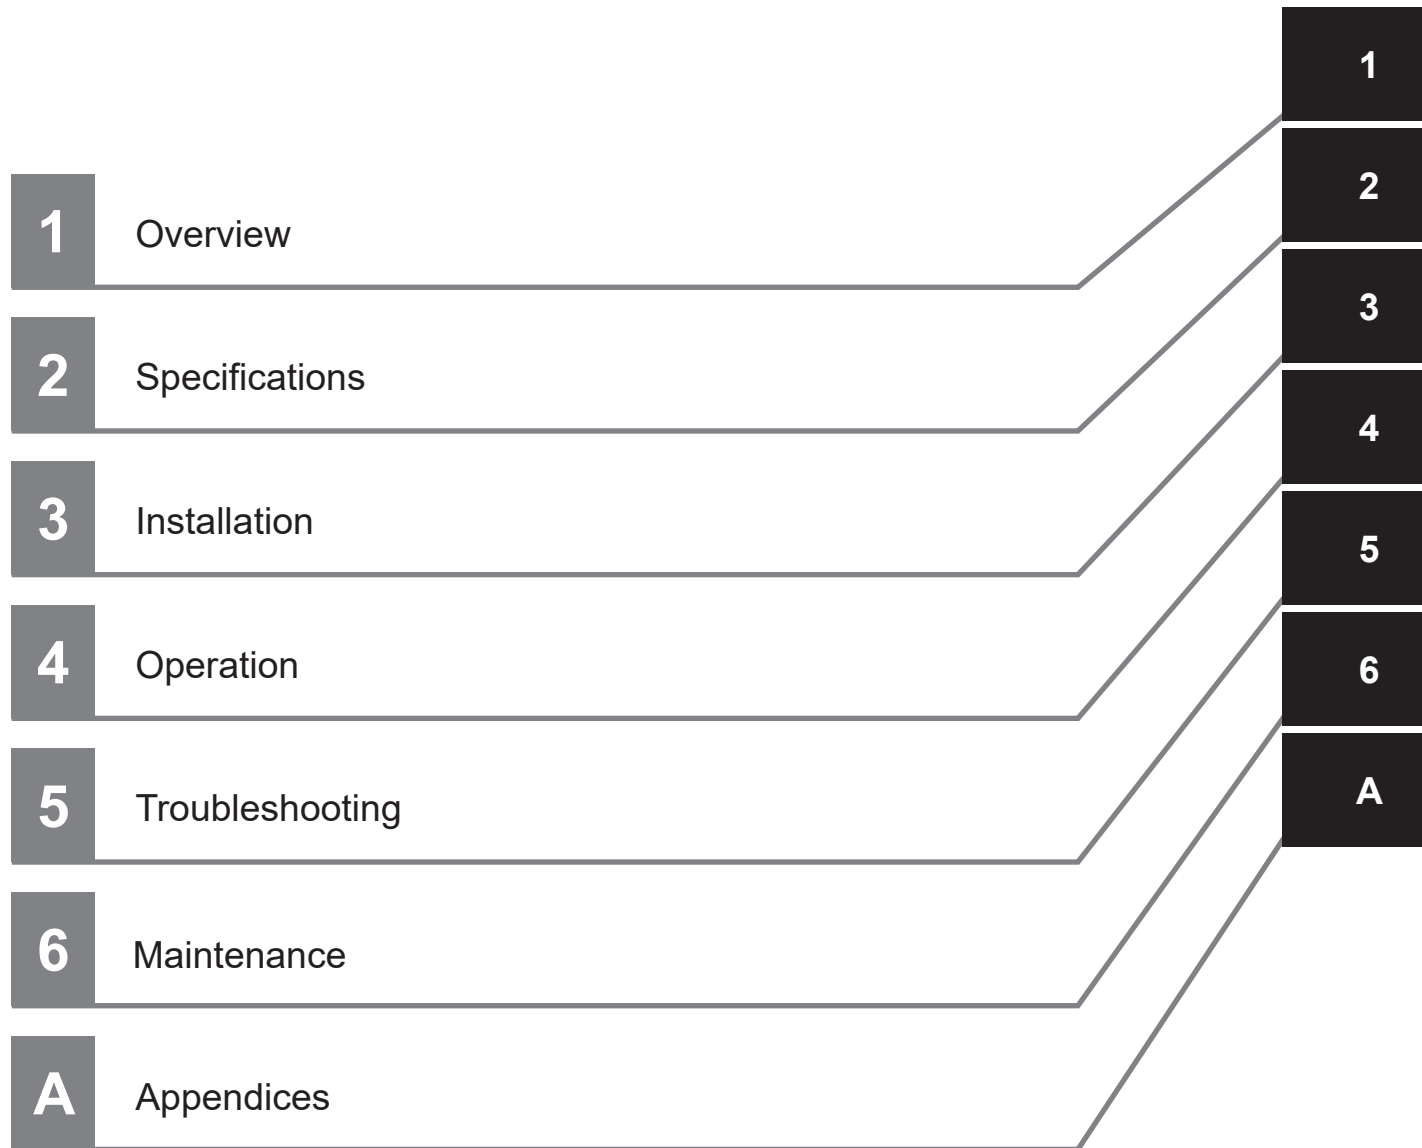 1 Overview
2 Specifications
3 Installation
4 Operation
5 Troubleshooting
6 Maintenance
A Appendices
1
2
3
4
5
6
A